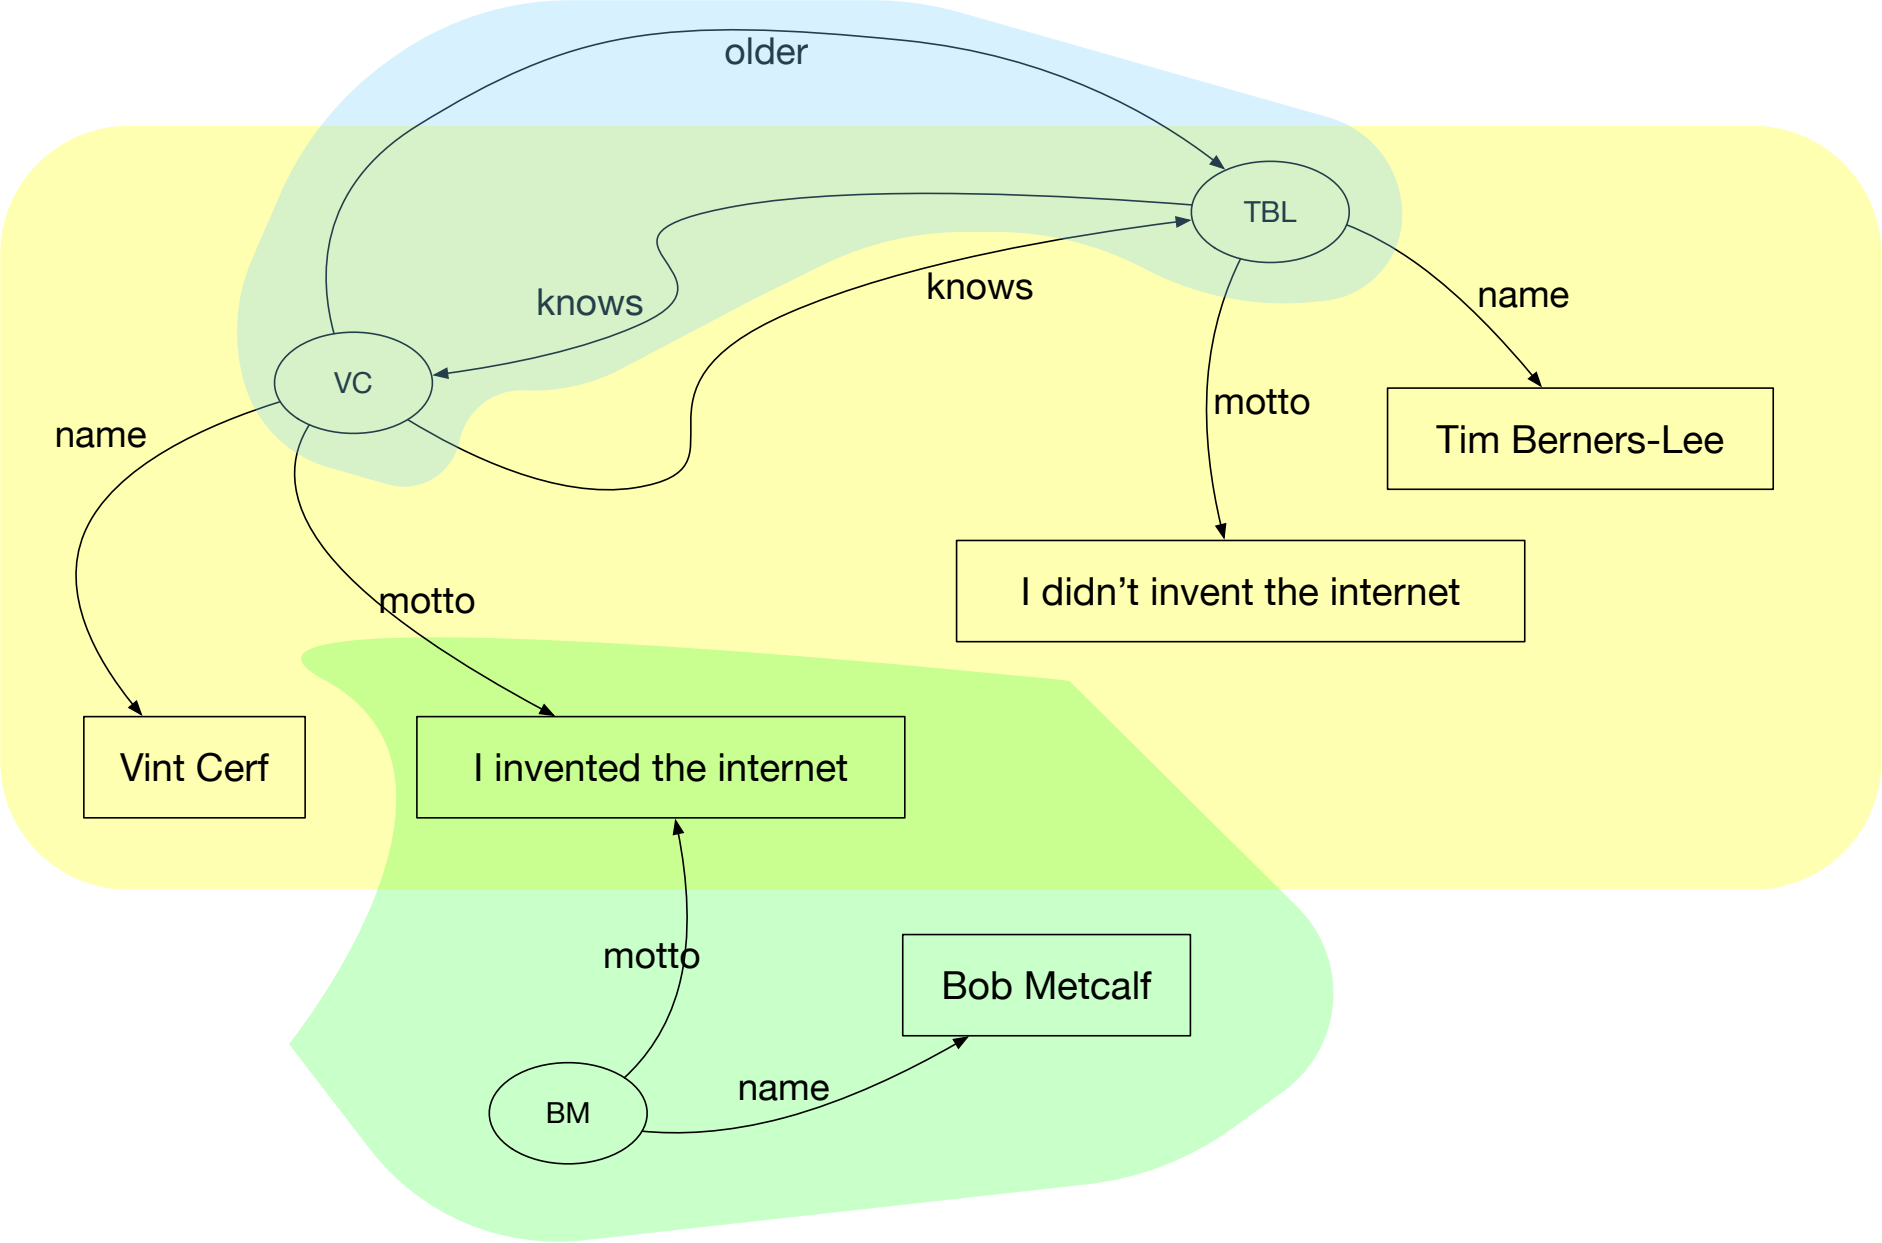 older
TBL
knows
knows
name
VC
motto
name
Tim Berners-Lee
I didn’t invent the internet
motto
Vint Cerf
I invented the internet
motto
Bob Metcalf
name
BM